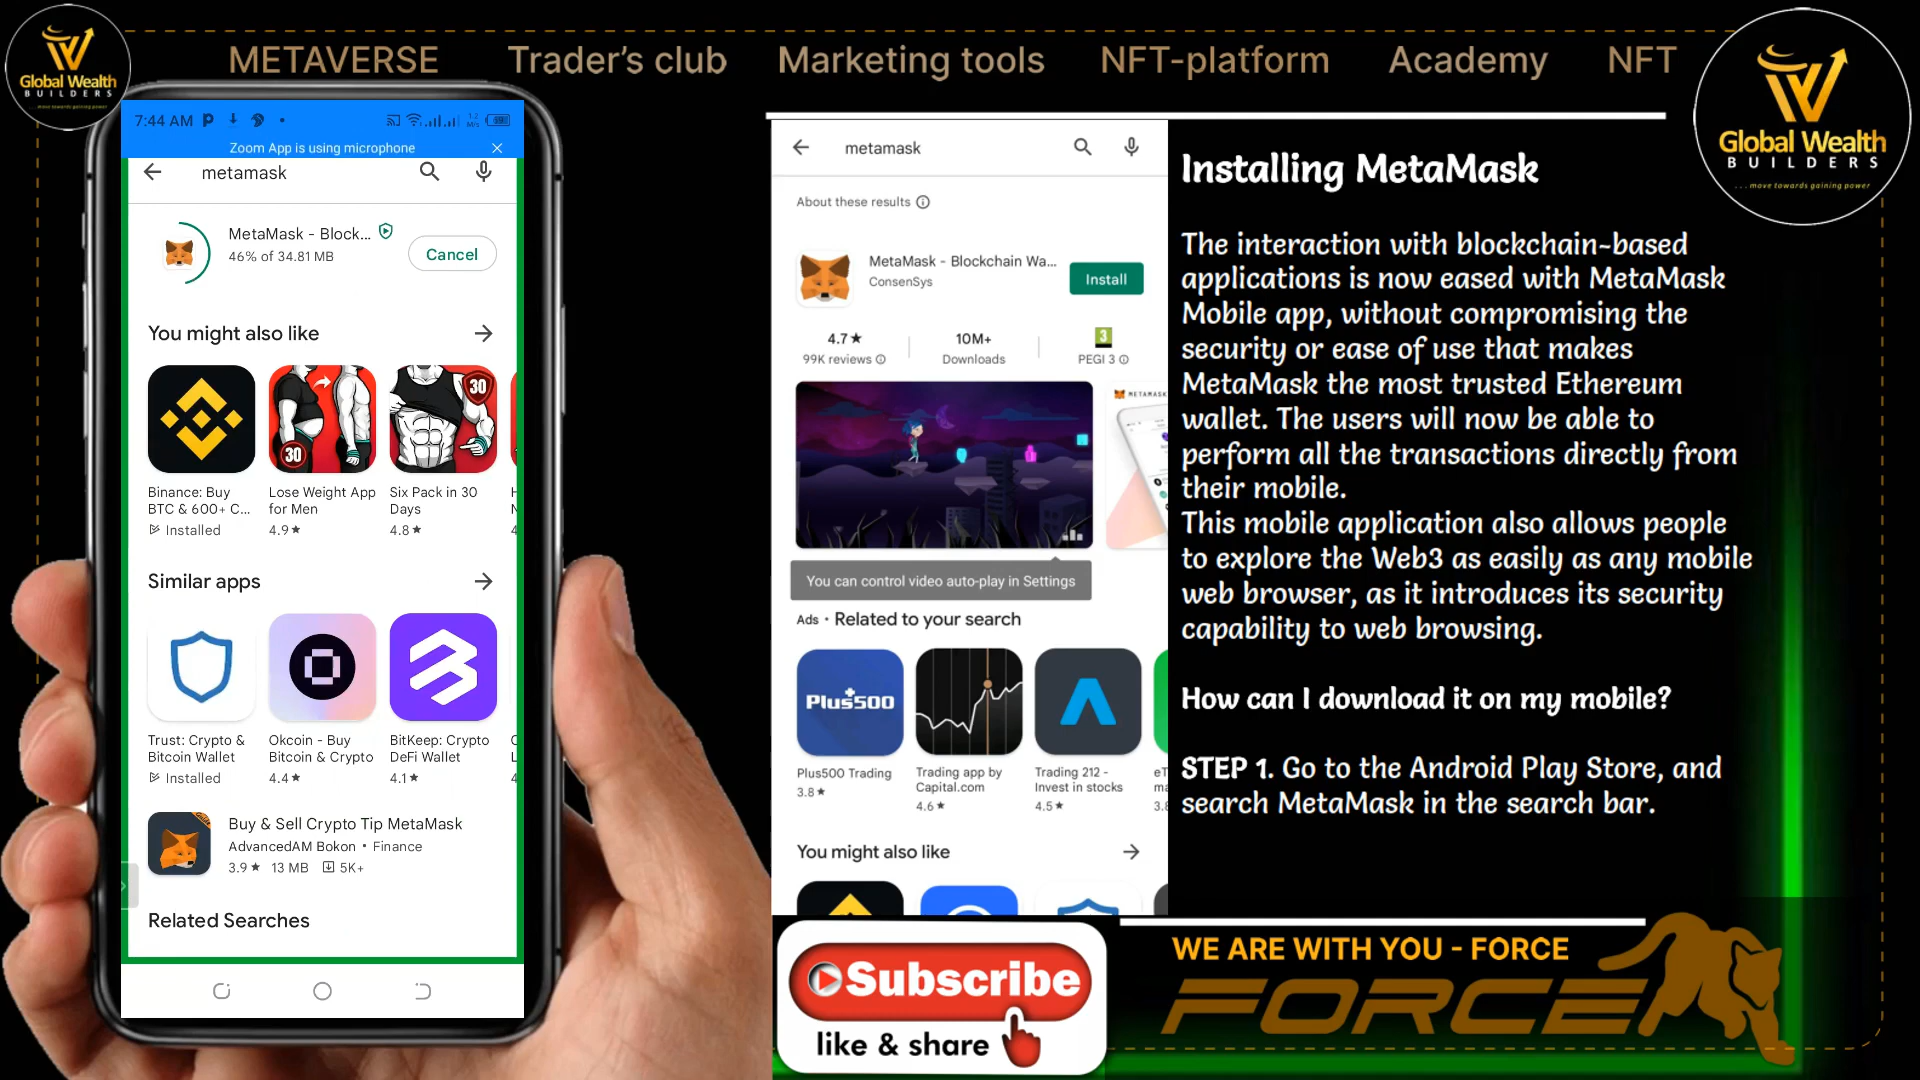 METAVERSE Trader's club Marketing tools NFT-platform Academy NFT
Global Wealth
BUILDERS
...move towards gaining power
7:44 AM
Zoom App is using microphone
metamask
MetaMask - Block...
46% of 34.81 MB
Cancel
You might also like
30
30
Binance: Buy
BTC & 600+ C...
Installed
Lose Weight App
for Men
4.9★
Six Pack in 30
Days
4.8★
Similar apps
Trust: Crypto &
Bitcoin Wallet
Installed
Okcoin - Buy
Bitcoin & Crypto
4.4★
BitKeep: Crypto
DeFi Wallet
4.1★
Buy & Sell Crypto Tip MetaMask
AdvancedAM Bokon • Finance
3.9★ 13 MB 5K+
Related Searches
metamask
About these results
MetaMask - Blockchain Wa...
ConsenSys
Install
4.7★
99K reviews
10M+
Downloads
3
PEGI 3
METAMASK
You can control video auto-play in Settings
Ads • Related to your search
Plus500
Plus500 Trading
3.8★
Trading app by
Capital.com
4.6★
Trading 212 -
Invest in stocks
4.5★
You might also like
Global Wealth
BUILDERS
...move towards gaining power
Installing MetaMask
The interaction with blockchain-based
applications is now eased with MetaMask
Mobile app, without compromising the
security or ease of use that makes
MetaMask the most trusted Ethereum
wallet. The users will now be able to
perform all the transactions directly from
their mobile.
This mobile application also allows people
to explore the Web3 as easily as any mobile
web browser, as it introduces its security
capability to web browsing.
How can I download it on my mobile?
STEP 1. Go to the Android Play Store, and
search MetaMask in the search bar.
Subscribe
like & share
WE ARE WITH YOU - FORCE
FORCE